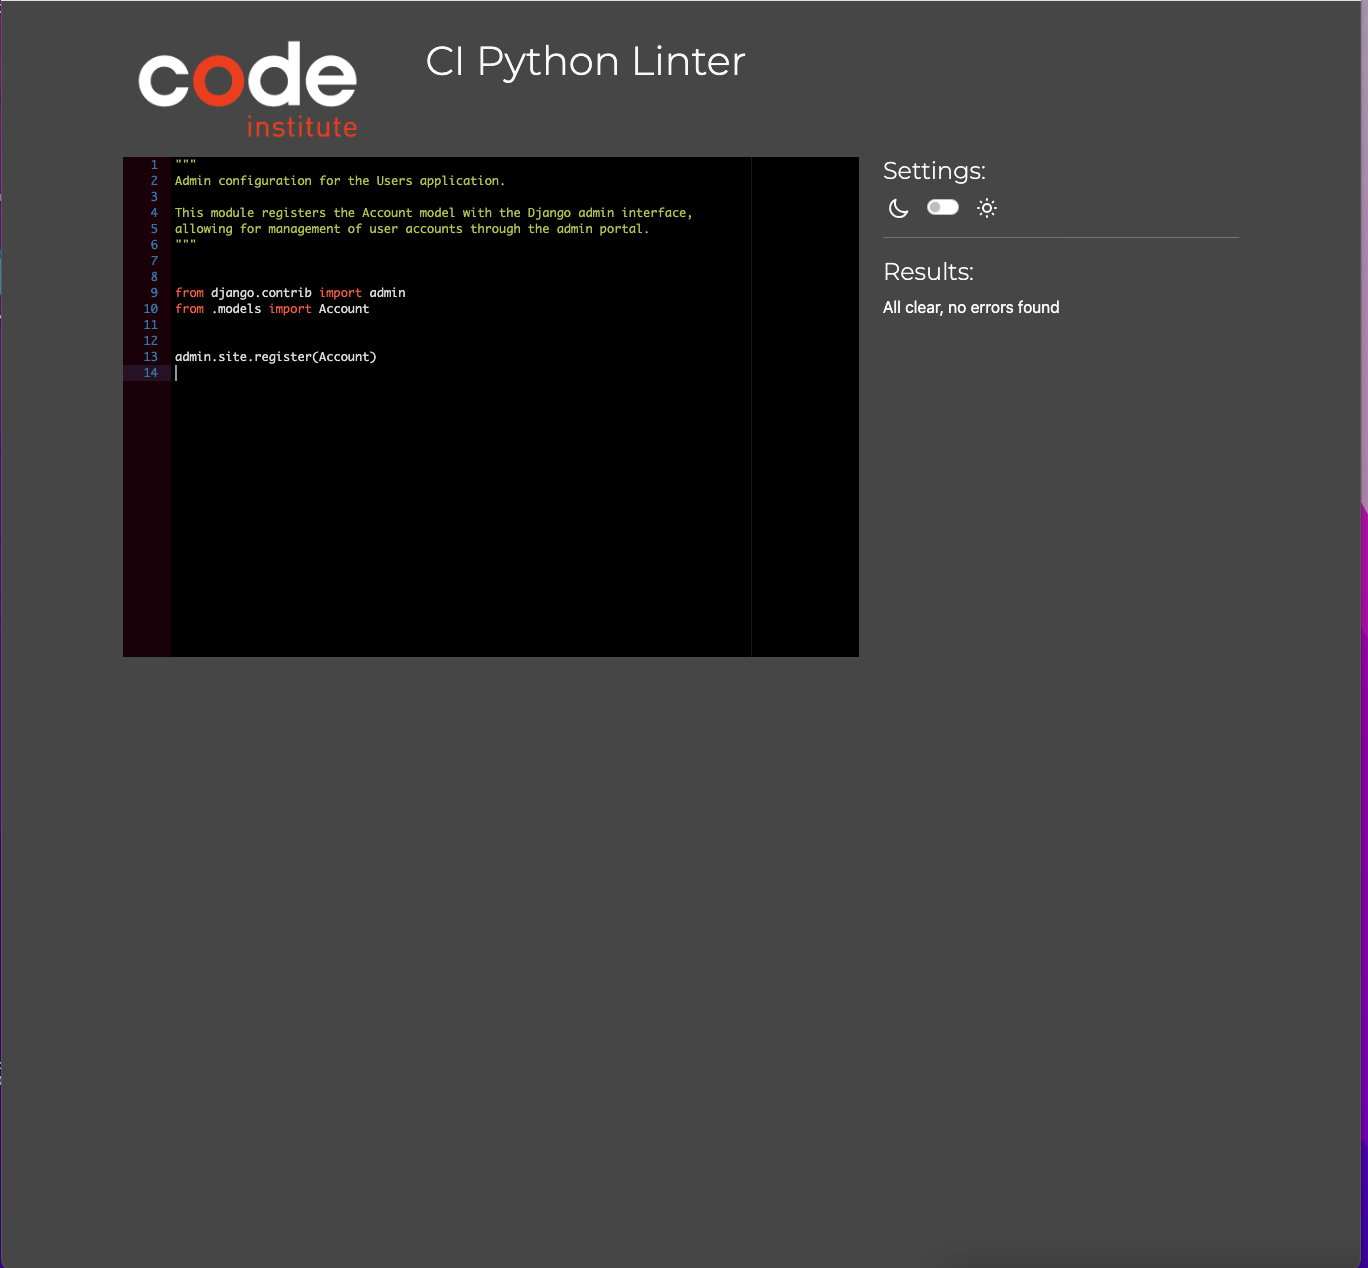 code
institute
CI Python Linter
1 """
2 Admin configuration for the Users application.
3
4 This module registers the Account model with the Django admin interface,
5 allowing for management of user accounts through the admin portal.
6 """
7
8
9 from django.contrib import admin
10 from .models import Account
11
12
13 admin.site.register(Account)
14
Settings:
Results:
All clear, no errors found